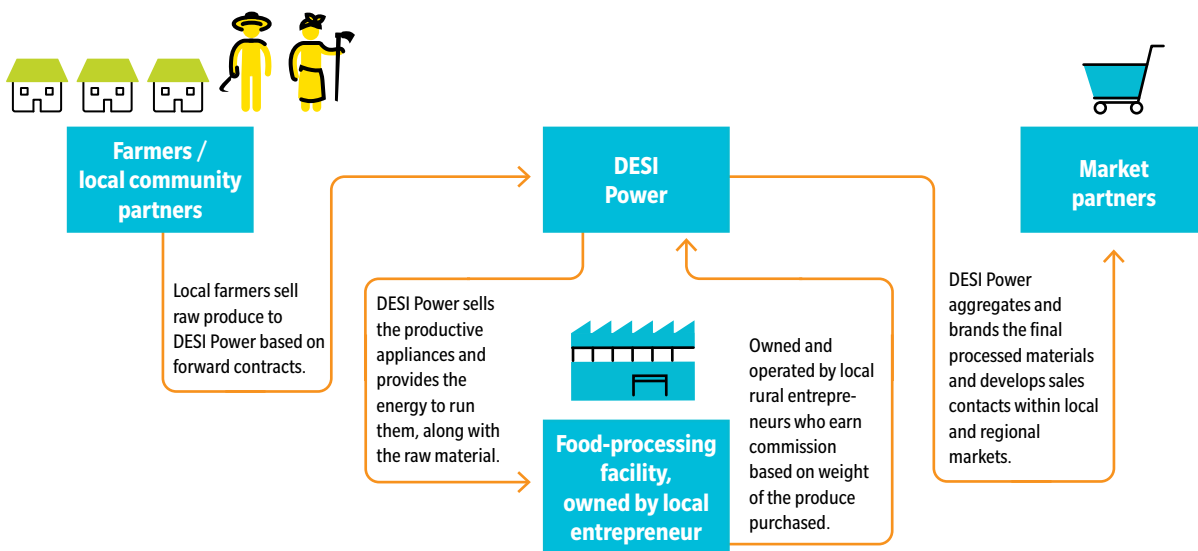 Farmers /
local community
partners
DESI
Power
Market
partners
Local farmers sell
raw produce to
DESI Power based on
forward contracts.
DESI Power sells
the productive
appliances and
provides the
energy to run
them, along with
the raw material.
Food-processing
facility,
owned by local
entrepreneur
Owned and
operated by local
rural entrepre-
neurs who earn
commission
based on weight
of the produce
purchased.
DESI Power
aggregates and
brands the final
processed materials
and develops sales
contacts within local
and regional
markets.